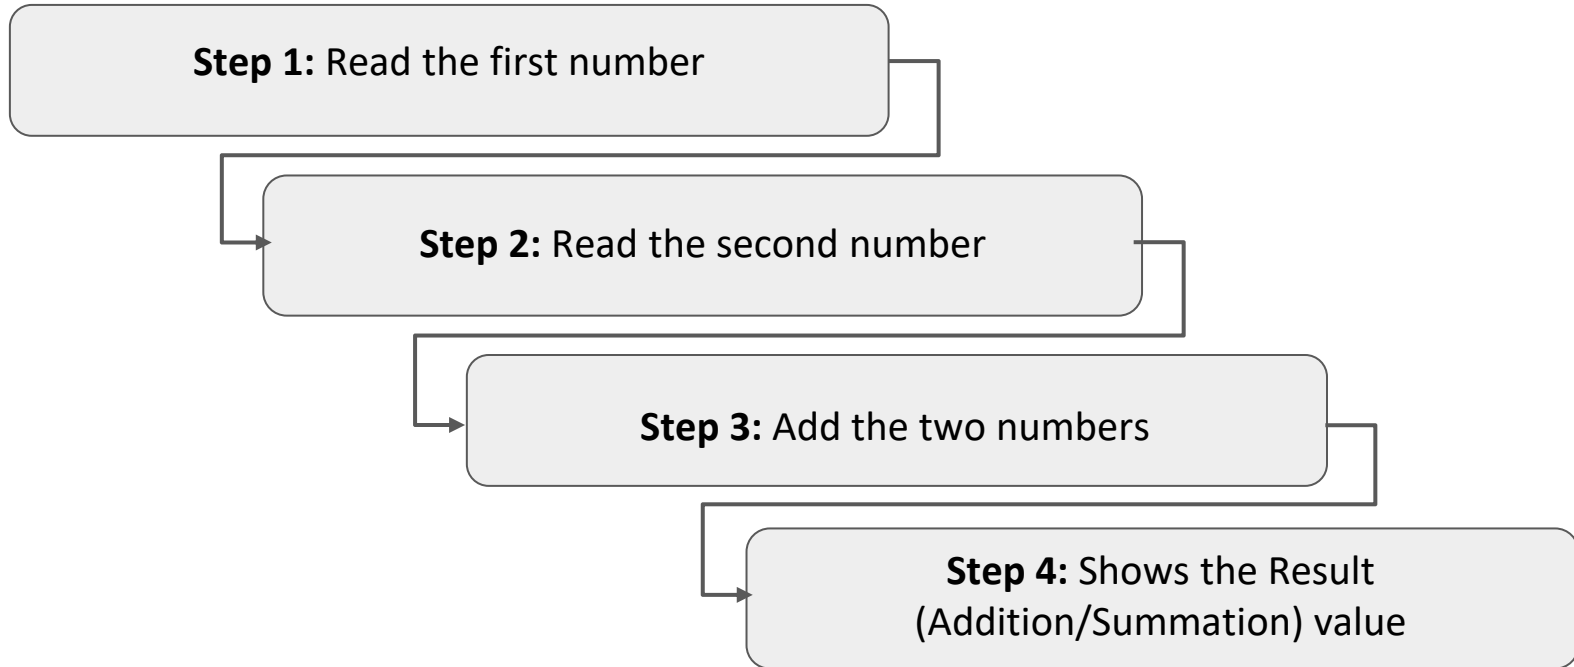 Step 1: Read the first number
Step 2: Read the second number
Step 3: Add the two numbers
Step 4: Shows the Result
(Addition/Summation) value